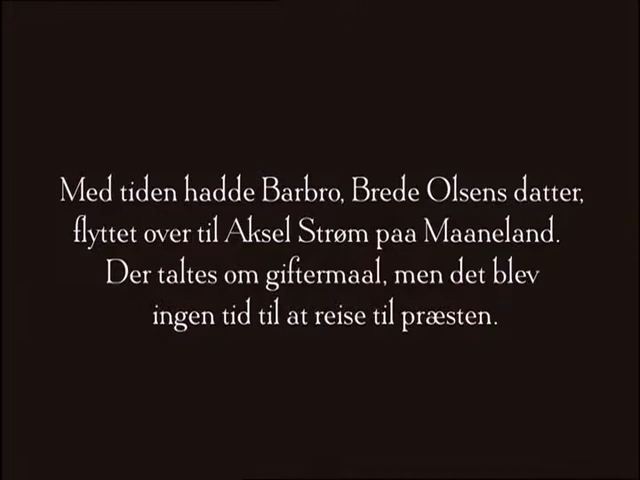 Med tiden hadde Barbro, Brede Olsens datter,
flyttet over til Aksel Strøm paa Maaneland.
Der taltes om giftermaal, men det blev
ingen tid til at reise til præsten.